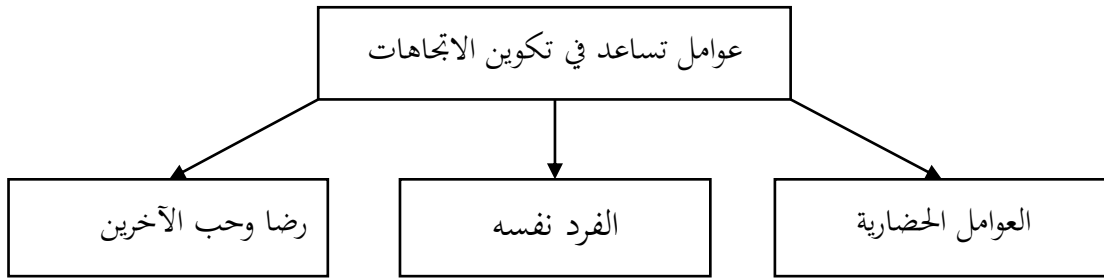 عوامل تساعد في تكوين الاتجاهات
العوامل الحضارية
الفرد نفسه
رضا وحب الآخرين